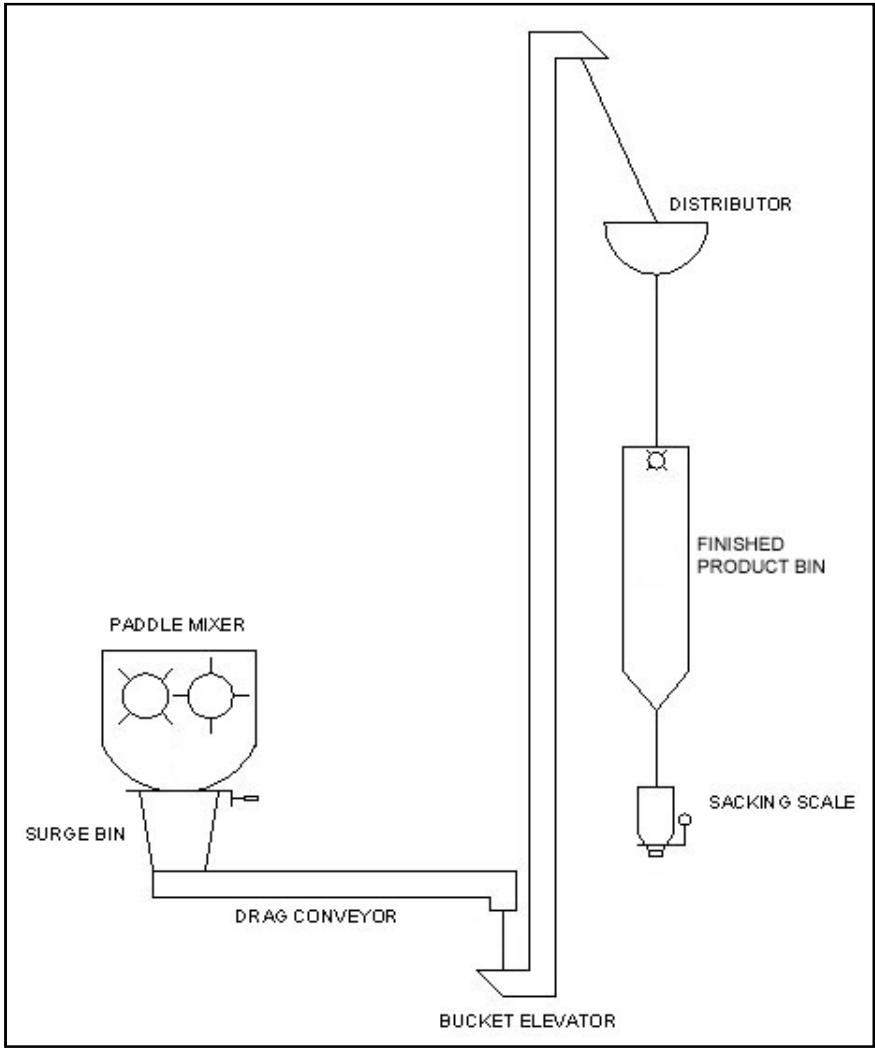 DISTRIBUTOR
FINISHED
PRODUCT BIN
PADDLE MIXER
SACKING SCALE
SURGE BIN
DRAG CONVEYOR
BUCKET ELEVATOR